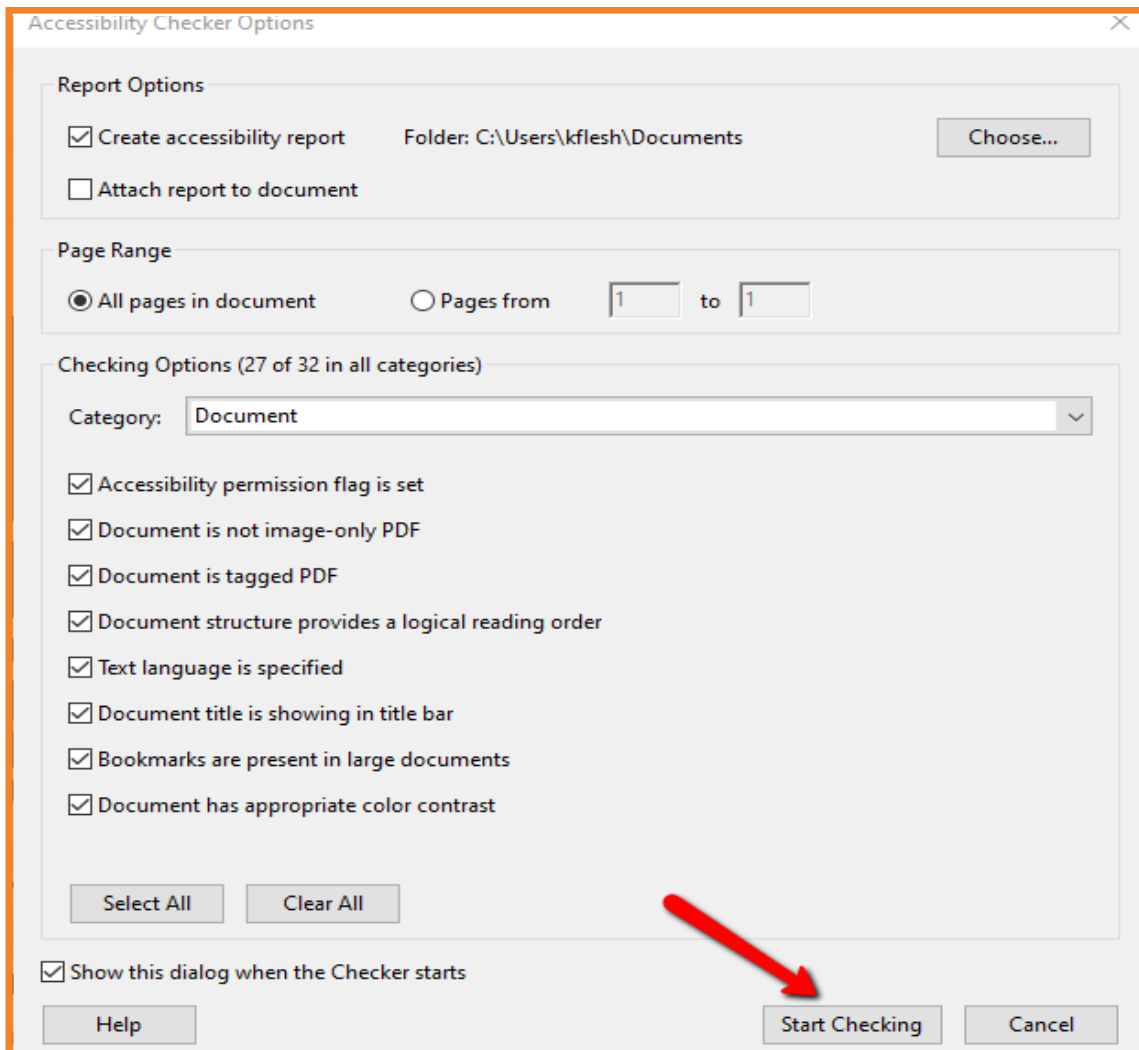 Accessibility Checker Options
Report Options
Create accessibility report Folder: C:\Users\kflesh\Documents Choose...
Attach report to document
Page Range
All pages in document Pages from 1 to 1
Checking Options (27 of 32 in all categories)
Category: Document
Accessibility permission flag is set
Document is not image-only PDF
Document is tagged PDF
Document structure provides a logical reading order
Text language is specified
Document title is showing in title bar
Bookmarks are present in large documents
Document has appropriate color contrast
Select All Clear All
Show this dialog when the Checker starts
Help Start Checking Cancel